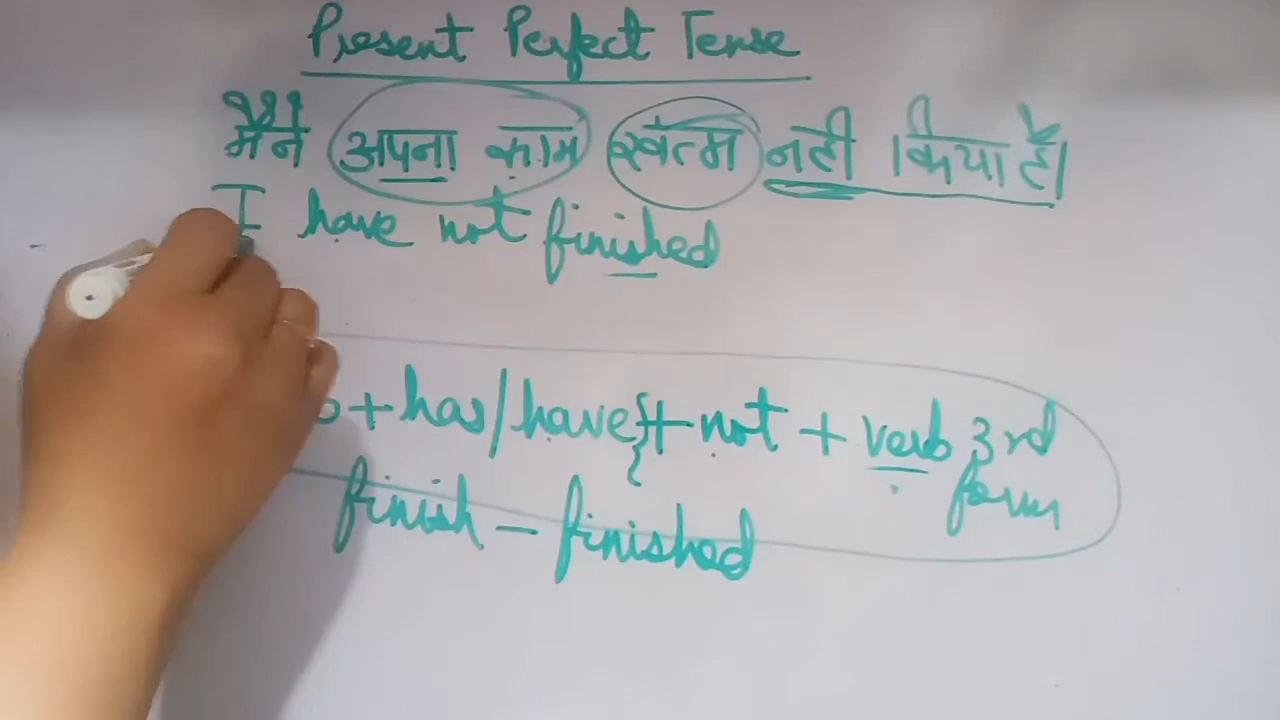 Present Perfect Tense
मैंने अपना काम खत्म नही किया है।
I have not finished
+ has/have} + not + verb 3rd
form
finish - finished